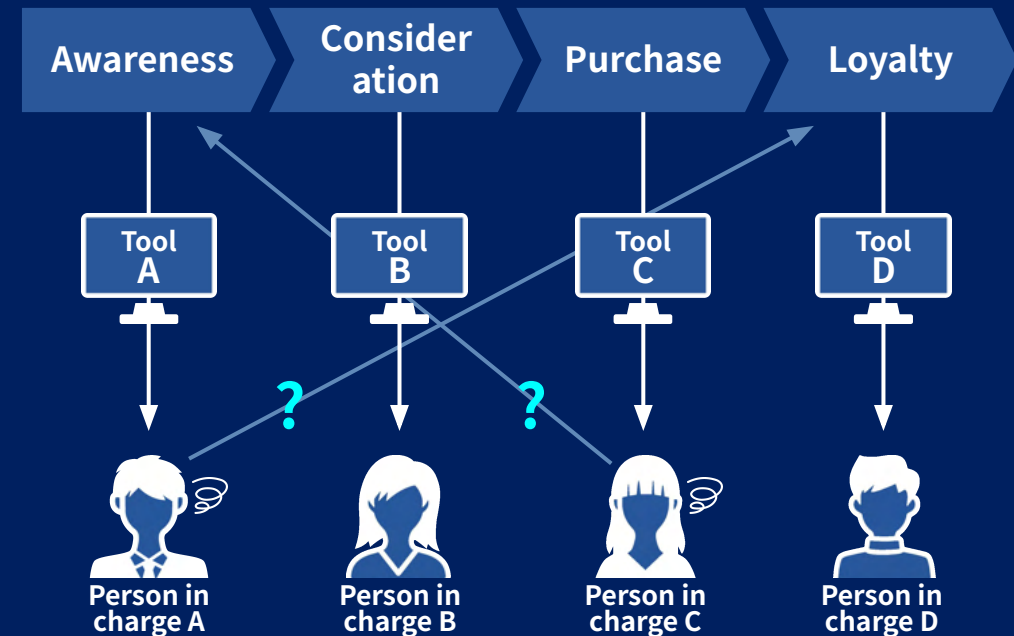 Awareness
Consider
ation
Purchase
Loyalty
Tool
A
Tool
B
Tool
C
Tool
D
?
?
Person in
charge A
Person in
charge B
Person in
charge C
Person in
charge D